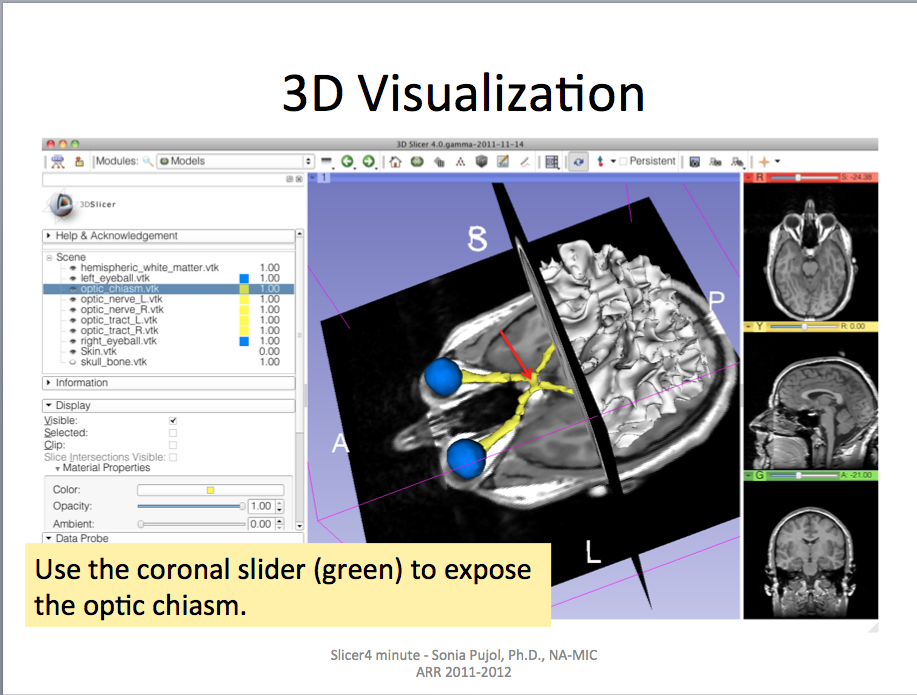 3D Visualization
3D Slicer 4.0.gamma-2011-11-14
Modules: Models Persistent
1
R S: -24.38
3DSlicer
Help & Acknowledgement
Scene
hemispheric_white_matter.vtk 1.00
left_eyeball.vtk 1.00
optic_chiasm.vtk 1.00
optic_nerve_L.vtk 1.00
optic_nerve_R.vtk 1.00
optic_tract_L.vtk 1.00
optic_tract_R.vtk 1.00
right_eyeball.vtk 1.00
Skin.vtk 0.00
skull_bone.vtk 1.00
S
P
A
L
Y R: 0.00
Information
Display
Visible:
Selected:
Clip:
Slice Intersections Visible:
Material Properties
G A: -21.00
Color:
Opacity: 1.00
Ambient: 0.00
Data Probe
Use the coronal slider (green) to expose
the optic chiasm.
Slicer4 minute - Sonia Pujol, Ph.D., NA-MIC
ARR 2011-2012